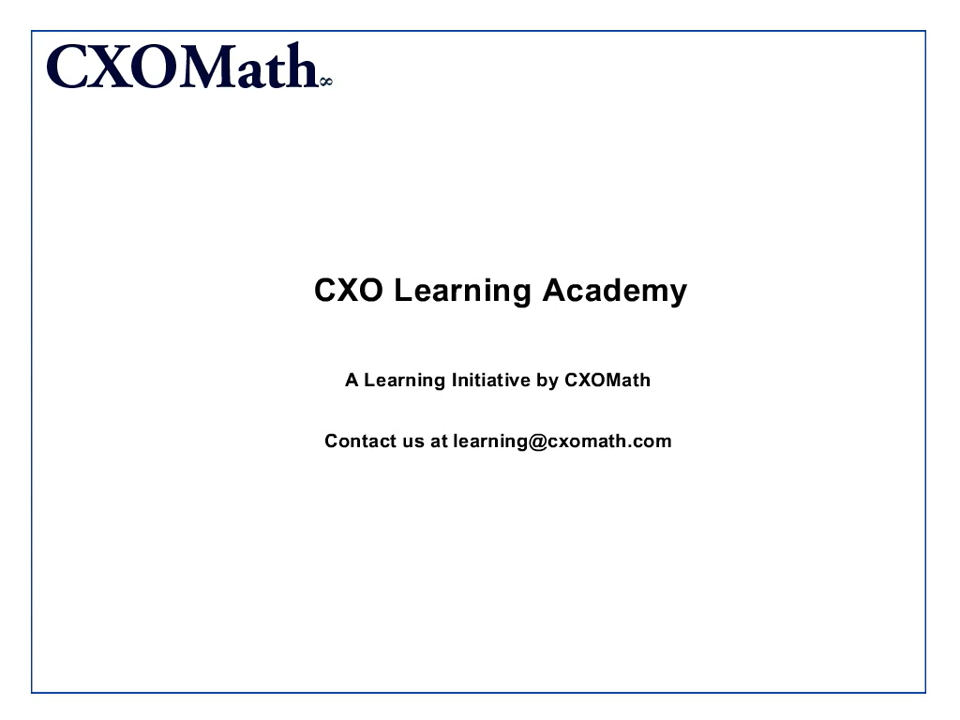 CXOMath∞
CXO Learning Academy
A Learning Initiative by CXOMath
Contact us at learning@cxomath.com